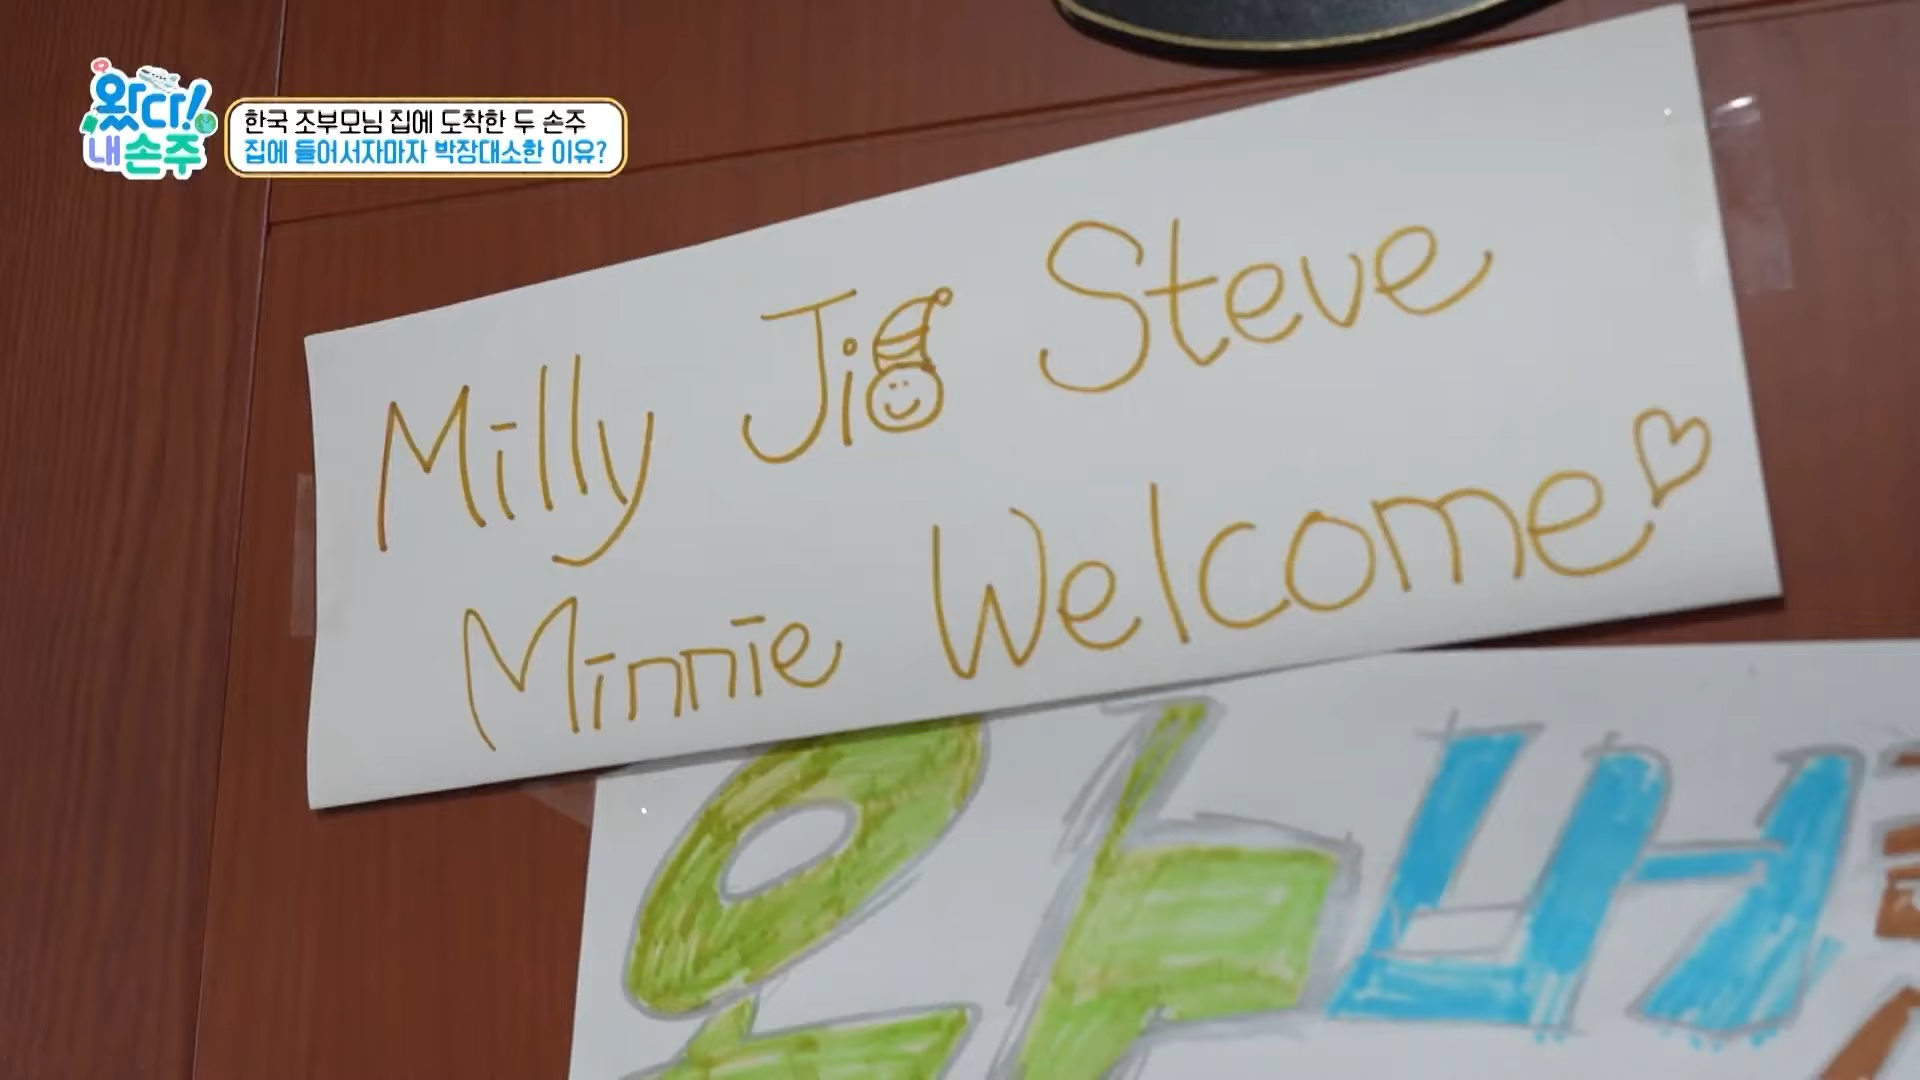 왔다!
내 손주
한국 조부모님 집에 도착한 두 손주
집에 들어서자마자 박장대소한 이유?
Milly Jio Steve
Minnie Welcome